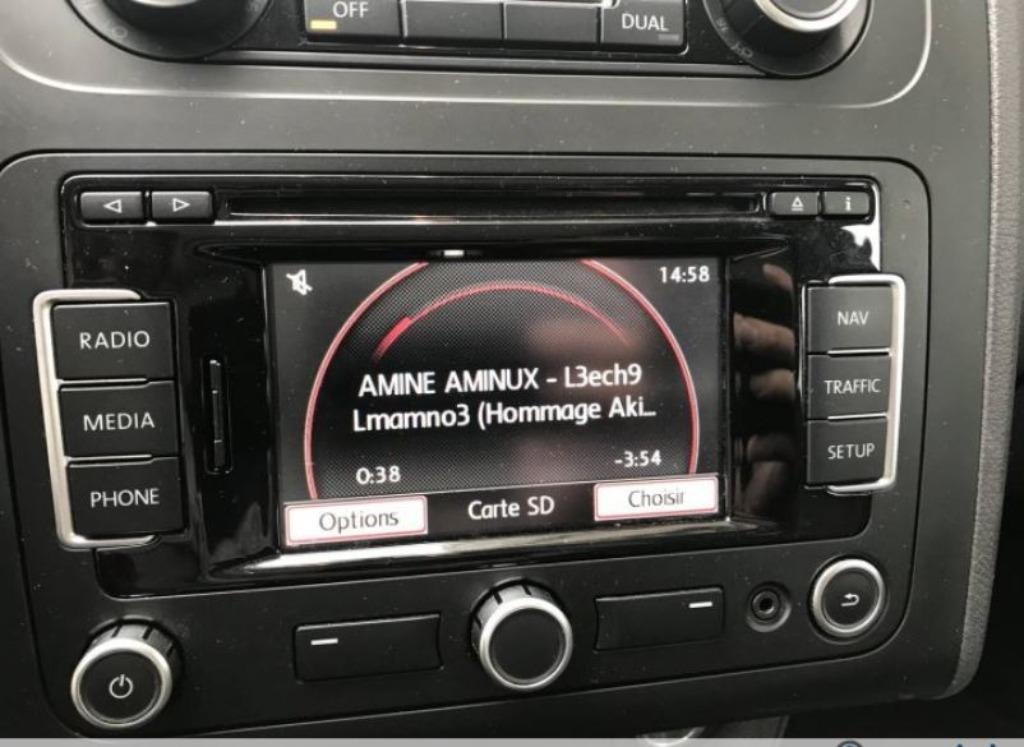 OFF
DUAL
14:58
RADIO
MEDIA
PHONE
NAV
TRAFFIC
SETUP
AMINE AMINUX - L3ech9
Lmamno3 (Hommage Aki...
0:38
-3:54
Options
Carte SD
Choisir
i